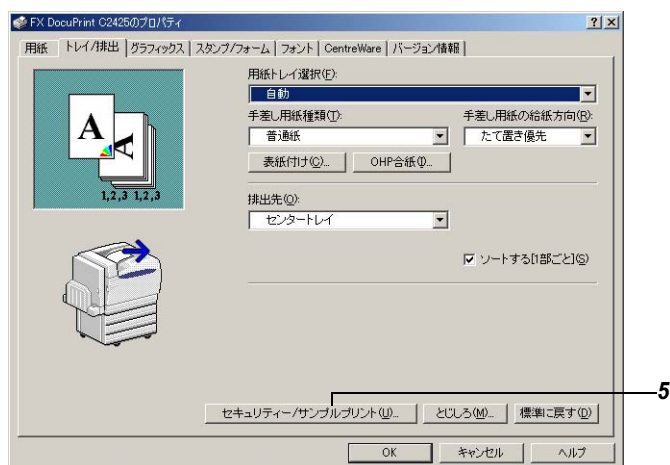 FX DocuPrint C2425のプロパティ
用紙 トレイ/排出 グラフィックス スタンプ/フォーム フォント CentreWare バージョン情報
用紙トレイ選択(F):
自動
手差し用紙種類(T): 手差し用紙の給紙方向(R):
普通紙 たて置き優先
表紙付け(C)... OHP合紙(I)...
A A
1,2,3 1,2,3
排出先(O):
センタートレイ
ソートする[1部ごと](S)
セキュリティー/サンプルプリント(U)... とじしろ(M)... 標準に戻す(D)
5
OK キャンセル ヘルプ